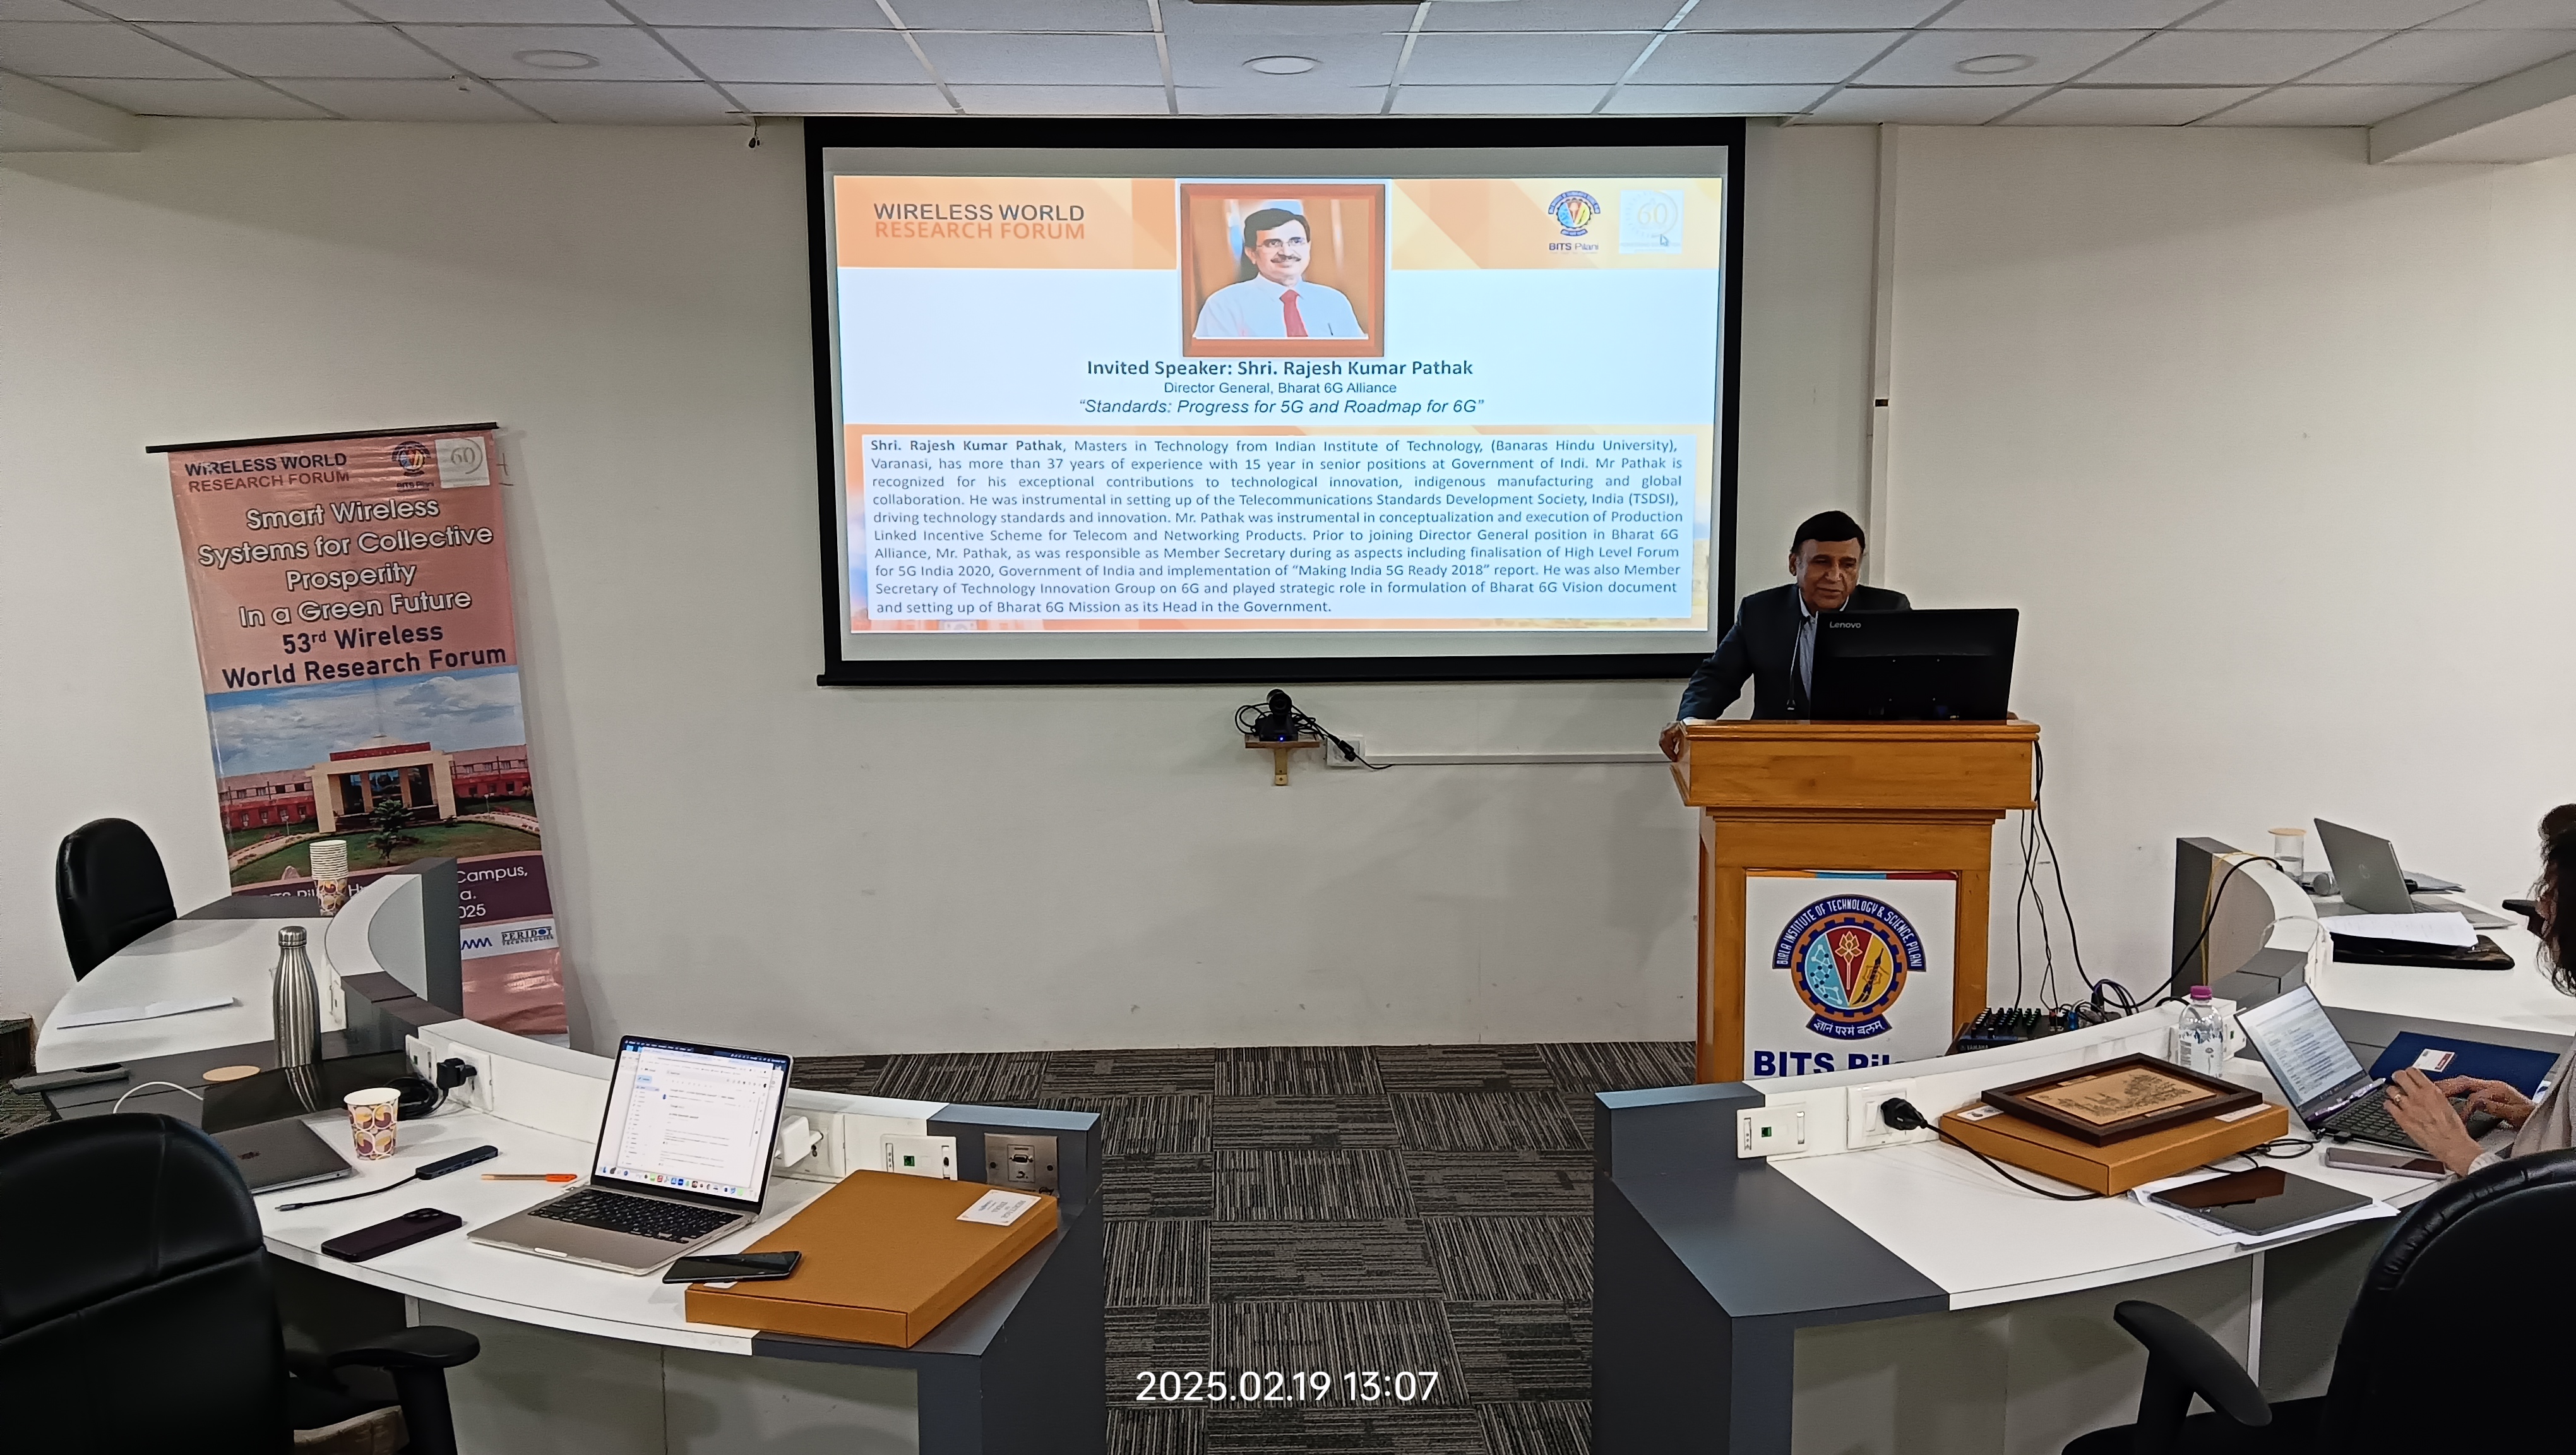 WIRELESS WORLD
RESEARCH FORUM
BITS Pilani
60
Invited Speaker: Shri. Rajesh Kumar Pathak
Director General, Bharat 6G Alliance
“Standards: Progress for 5G and Roadmap for 6G”
Shri. Rajesh Kumar Pathak, Masters in Technology from Indian Institute of Technology, (Banaras Hindu University),
Varanasi, has more than 37 years of experience with 15 year in senior positions at Government of Indi. Mr Pathak is
recognized for his exceptional contributions to technological innovation, indigenous manufacturing and global
collaboration. He was instrumental in setting up of the Telecommunications Standards Development Society, India (TSDSI),
driving technology standards and innovation. Mr. Pathak was instrumental in conceptualization and execution of Production
Linked Incentive Scheme for Telecom and Networking Products. Prior to joining Director General position in Bharat 6G
Alliance, Mr. Pathak, as was responsible as Member Secretary during as aspects including finalisation of High Level Forum
for 5G India 2020, Government of India and implementation of “Making India 5G Ready 2018” report. He was also Member
Secretary of Technology Innovation Group on 6G and played strategic role in formulation of Bharat 6G Vision document
and setting up of Bharat 6G Mission as its Head in the Government.
WIRELESS WORLD
RESEARCH FORUM
BITS Pilani
60
Smart Wireless
Systems for Collective
Prosperity
In a Green Future
53rd Wireless
World Research Forum
Campus,
a.
025
PERIDOT
TECHNOLOGIES
Lenovo
BIRLA INSTITUTE OF TECHNOLOGY & SCIENCE, PILANI
ज्ञानं परमं बलम्
BITS Pil
2025.02.19 13:07